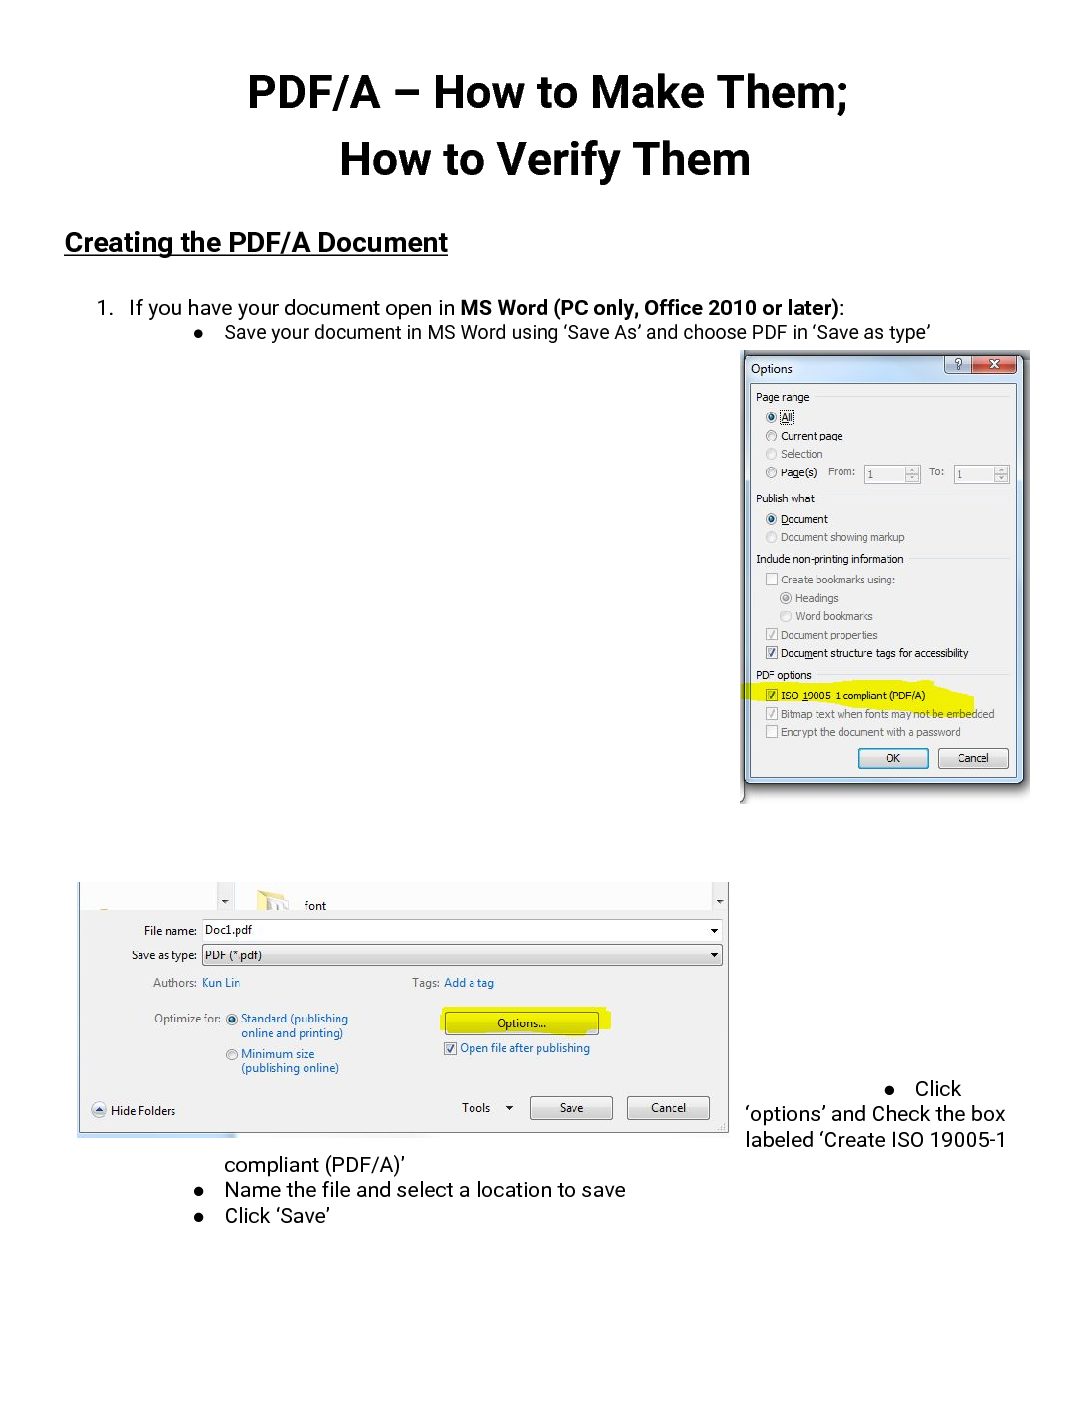 PDF/A – How to Make Them;
How to Verify Them
Creating the PDF/A Document
1. If you have your document open in MS Word (PC only, Office 2010 or later):
● Save your document in MS Word using ‘Save As’ and choose PDF in ‘Save as type’
Options
Page range
All
Current page
Selection
Page(s) From: 1 To: 1
Publish what
Document
Document showing markup
Include non-printing information
Create bookmarks using:
Headings
Word bookmarks
Document properties
Document structure tags for accessibility
PDF options
ISO 19005-1 compliant (PDF/A)
Bitmap text when fonts may not be embedded
Encrypt the document with a password
OK Cancel
font
File name: Doc1.pdf
Save as type: PDF (*.pdf)
Authors: Kun Lin Tags: Add a tag
Optimize for: Standard (publishing
online and printing)
Options...
Open file after publishing
Minimum size
(publishing online)
Hide Folders Tools Save Cancel
● Click
‘options’ and Check the box
labeled ‘Create ISO 19005-1
compliant (PDF/A)’
● Name the file and select a location to save
● Click ‘Save’